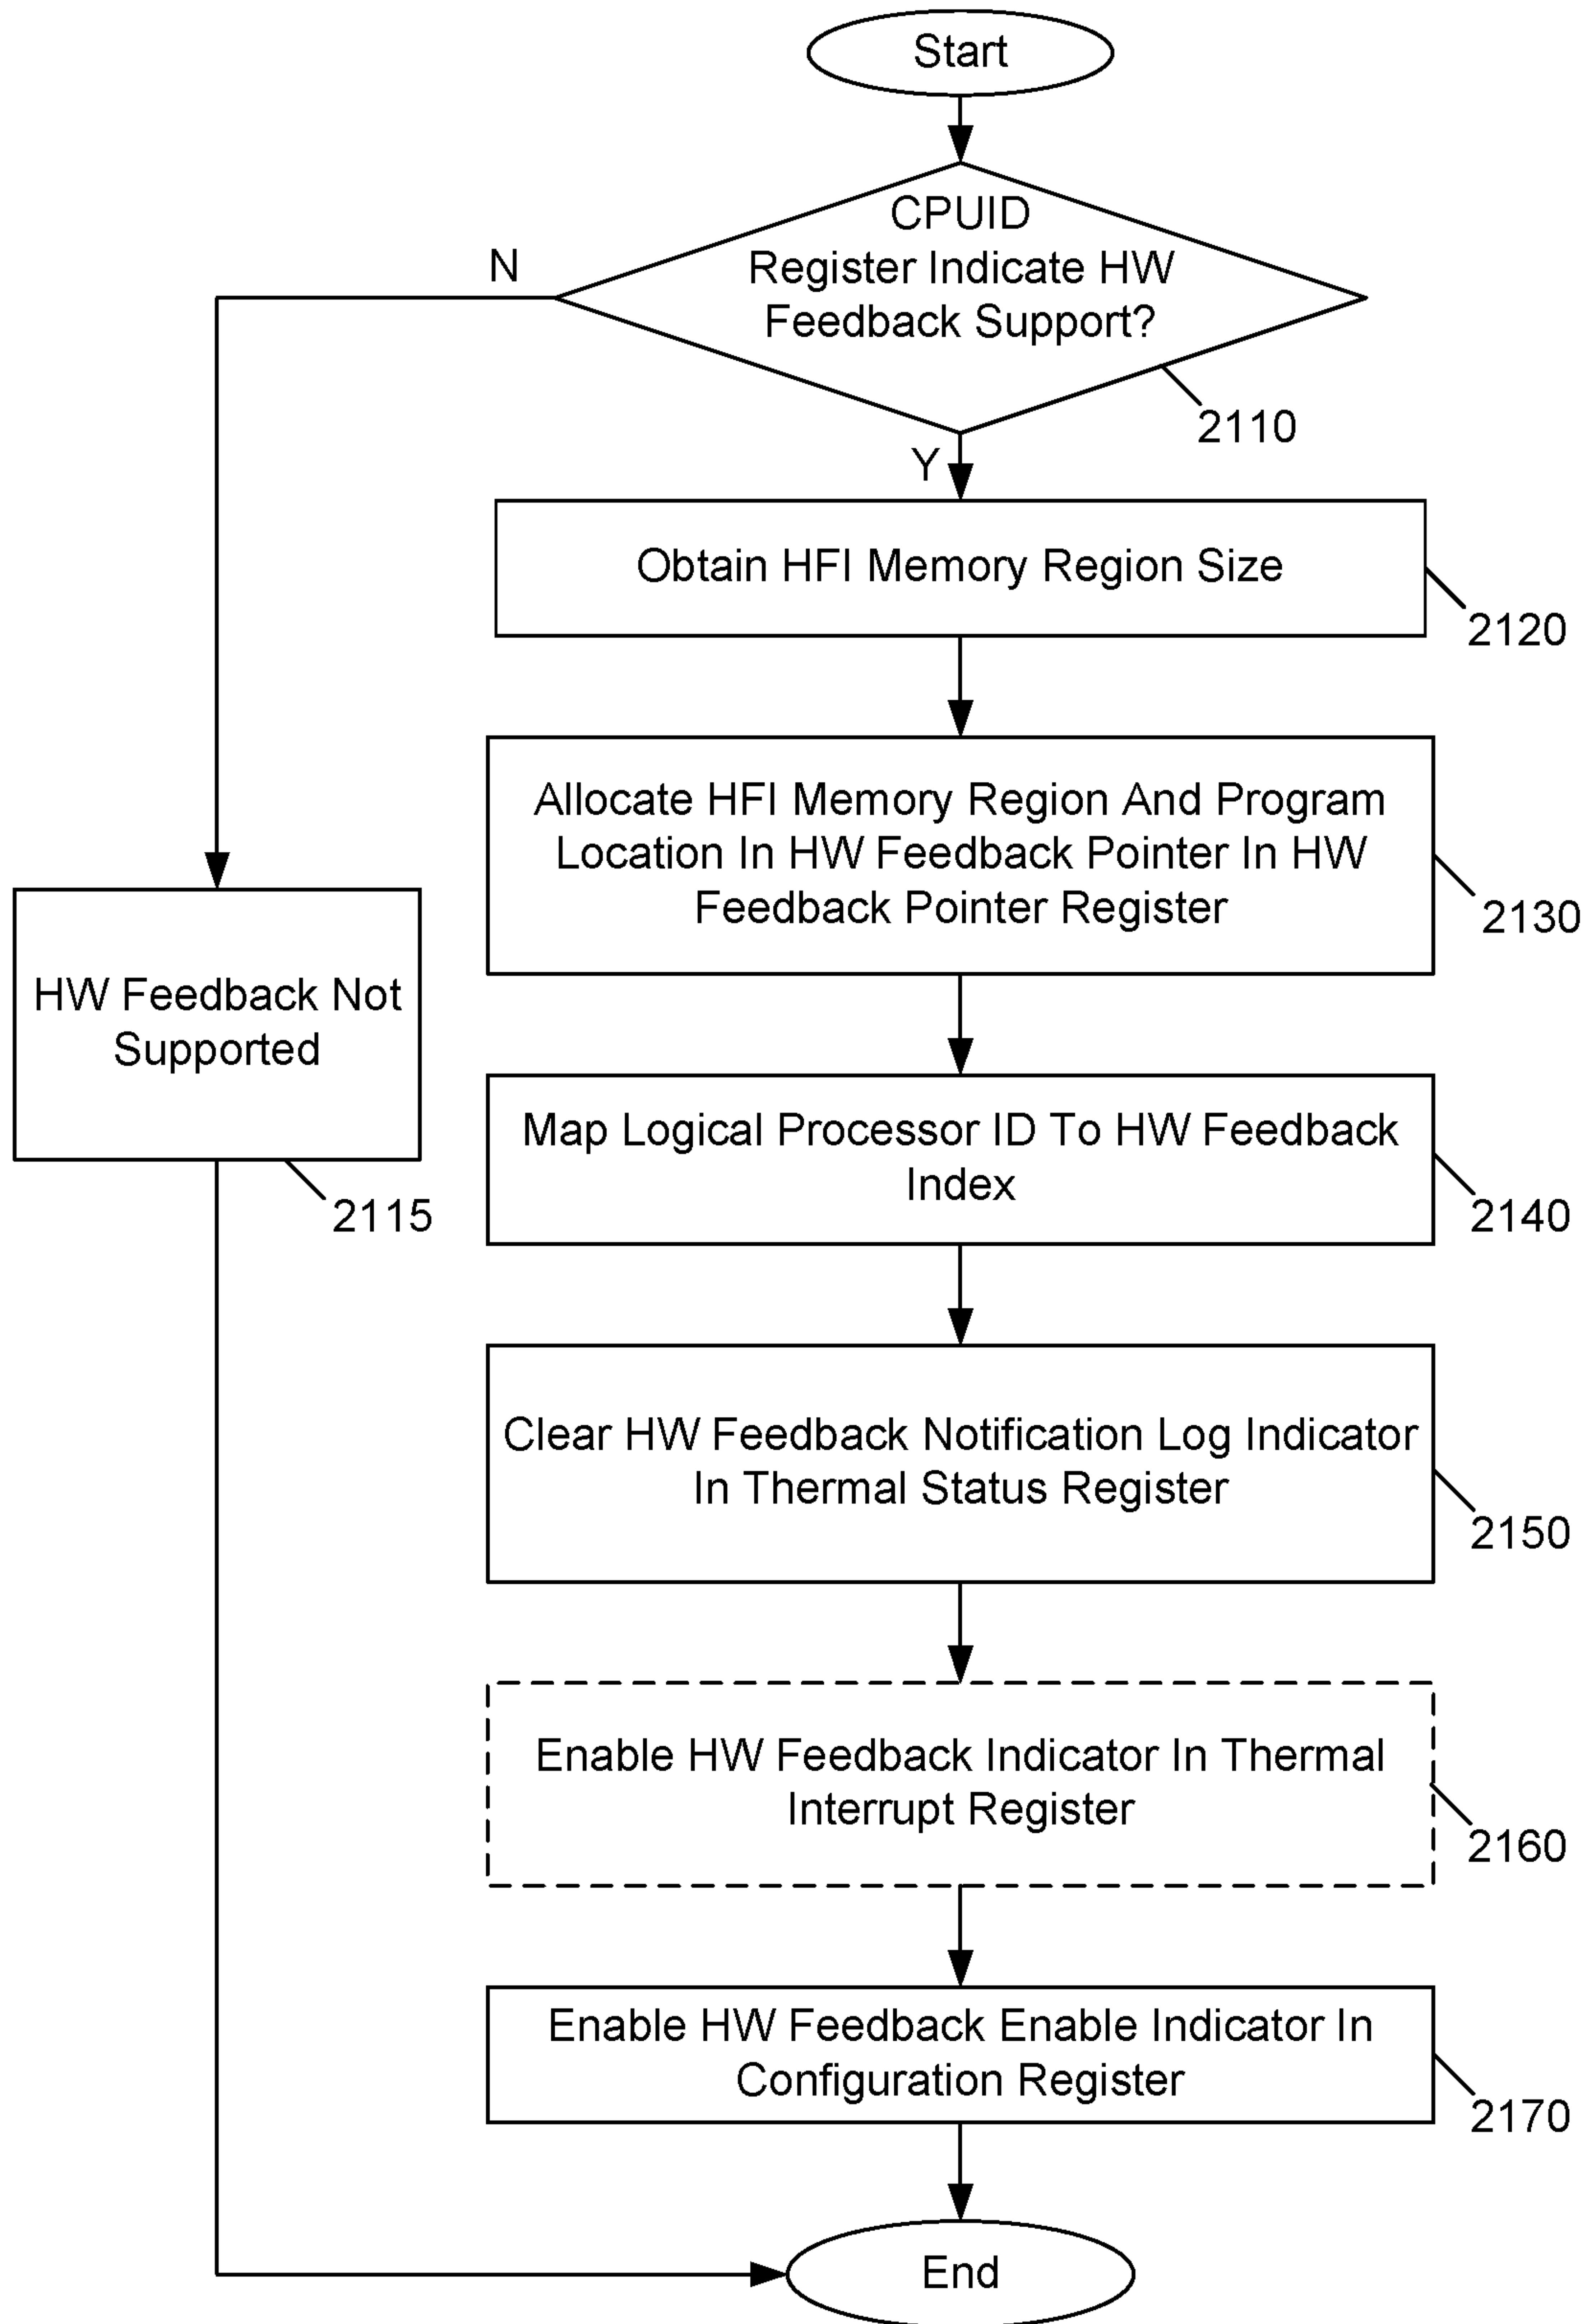 Start
CPUID
Register Indicate HW
Feedback Support?
N
2110
Y
Obtain HFI Memory Region Size
2120
Allocate HFI Memory Region And Program
Location In HW Feedback Pointer In HW
Feedback Pointer Register
2130
HW Feedback Not
Supported
2115
Map Logical Processor ID To HW Feedback
Index
2140
Clear HW Feedback Notification Log Indicator
In Thermal Status Register
2150
Enable HW Feedback Indicator In Thermal
Interrupt Register
2160
Enable HW Feedback Enable Indicator In
Configuration Register
2170
End